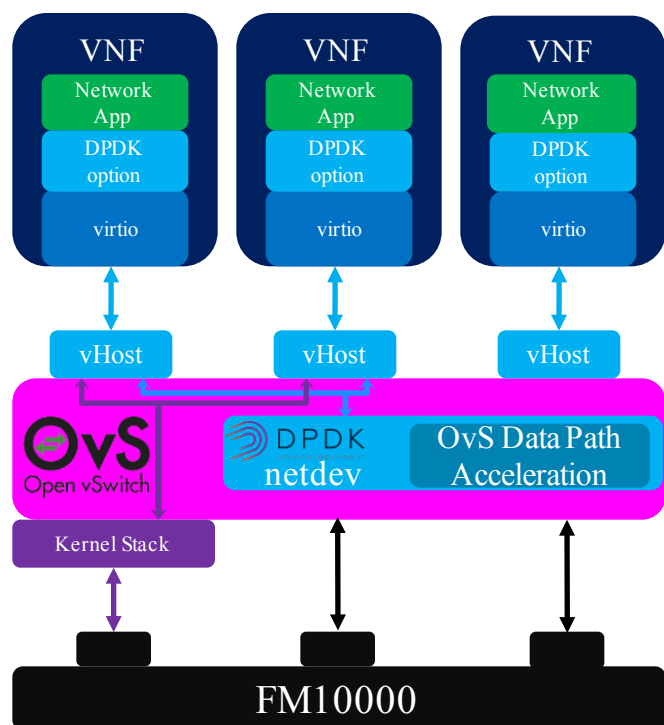 VNF
Network
App
DPDK
option
virtio
VNF
Network
App
DPDK
option
virtio
VNF
Network
App
DPDK
option
virtio
vHost
vHost
vHost
OvS
Open vSwitch
DPDK
netdev
OvS Data Path
Acceleration
Kernel Stack
FM10000